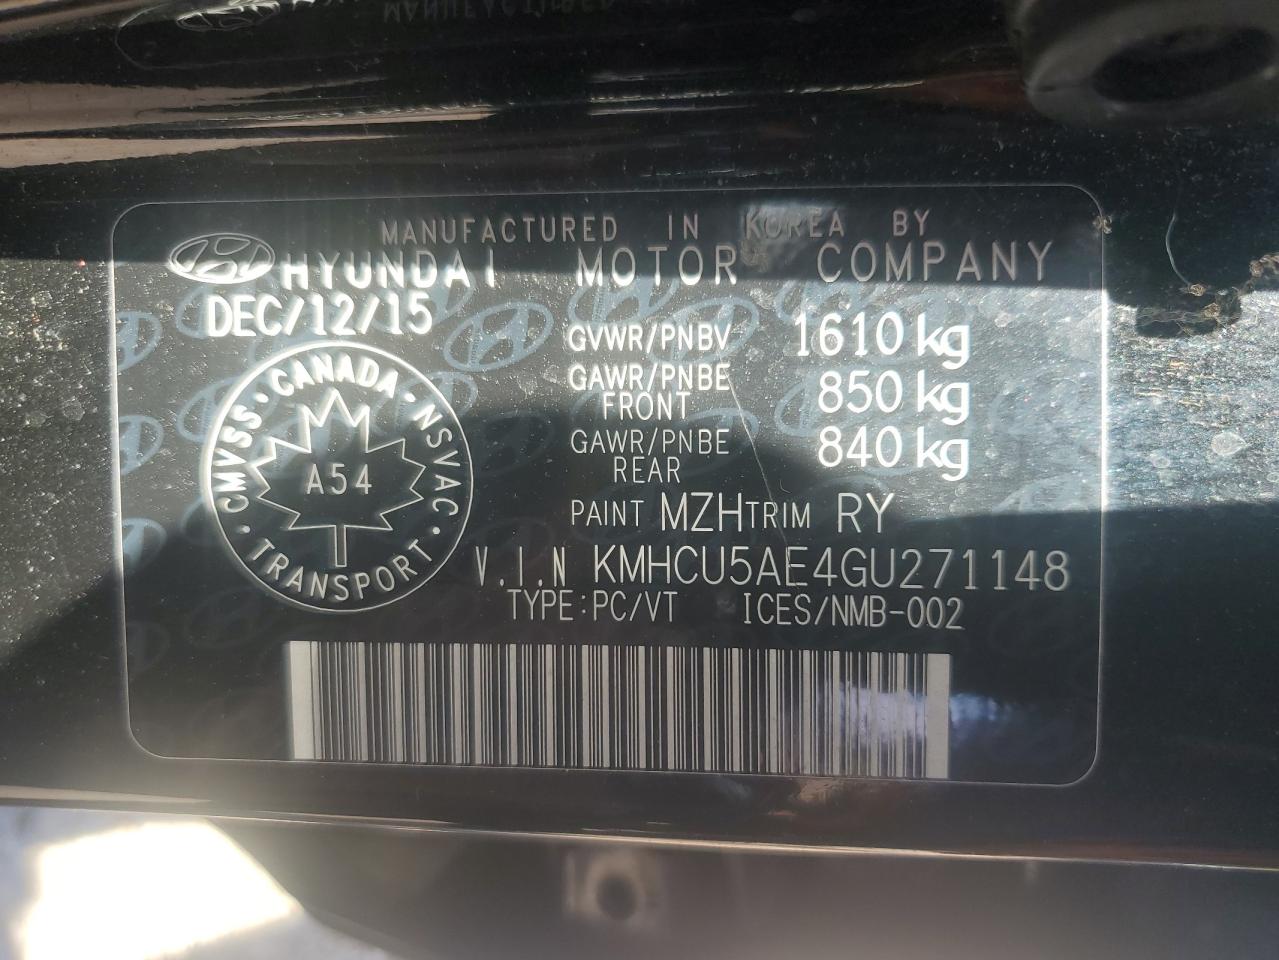 MANUFACTURED IN KOREA BY
HYUNDAI MOTOR COMPANY
DEC/12/15
GVWR/PNBV 1610 kg
GAWR/PNBE FRONT 850 kg
GAWR/PNBE REAR 840 kg
CANADA · NSVAC · TRANSPORT · CMVSS ·
A54
PAINT MZH TRIM RY
V.I.N KMHCU5AE4GU271148
TYPE:PC/VT ICES/NMB-002